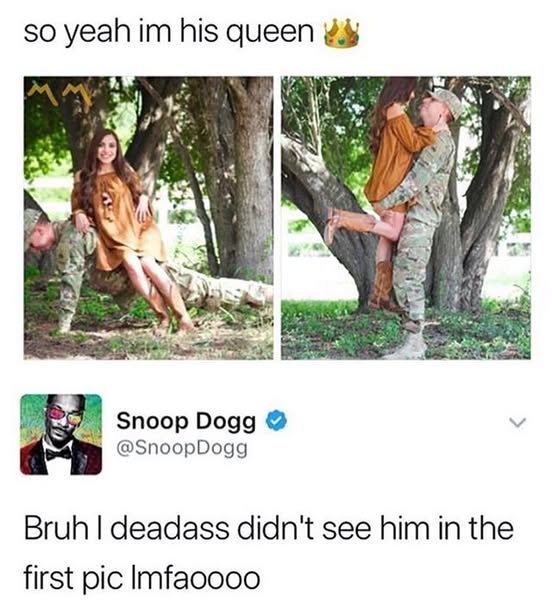 so yeah im his queen 👑
Snoop Dogg
@SnoopDogg
Bruh I deadass didn't see him in the
first pic lmfaoooo